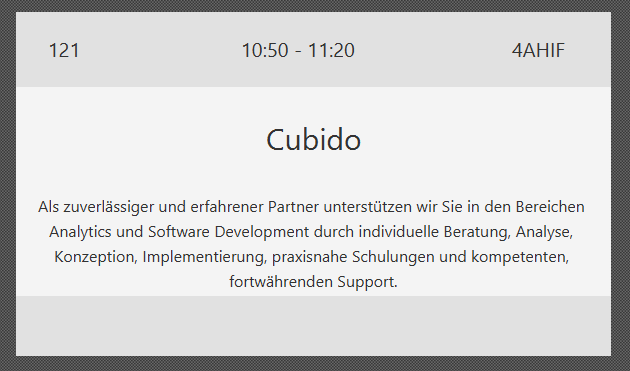 121 10:50 - 11:20 4AHIF
Cubido
Als zuverlässiger und erfahrener Partner unterstützen wir Sie in den Bereichen
Analytics und Software Development durch individuelle Beratung, Analyse,
Konzeption, Implementierung, praxisnahe Schulungen und kompetenten,
fortwährenden Support.